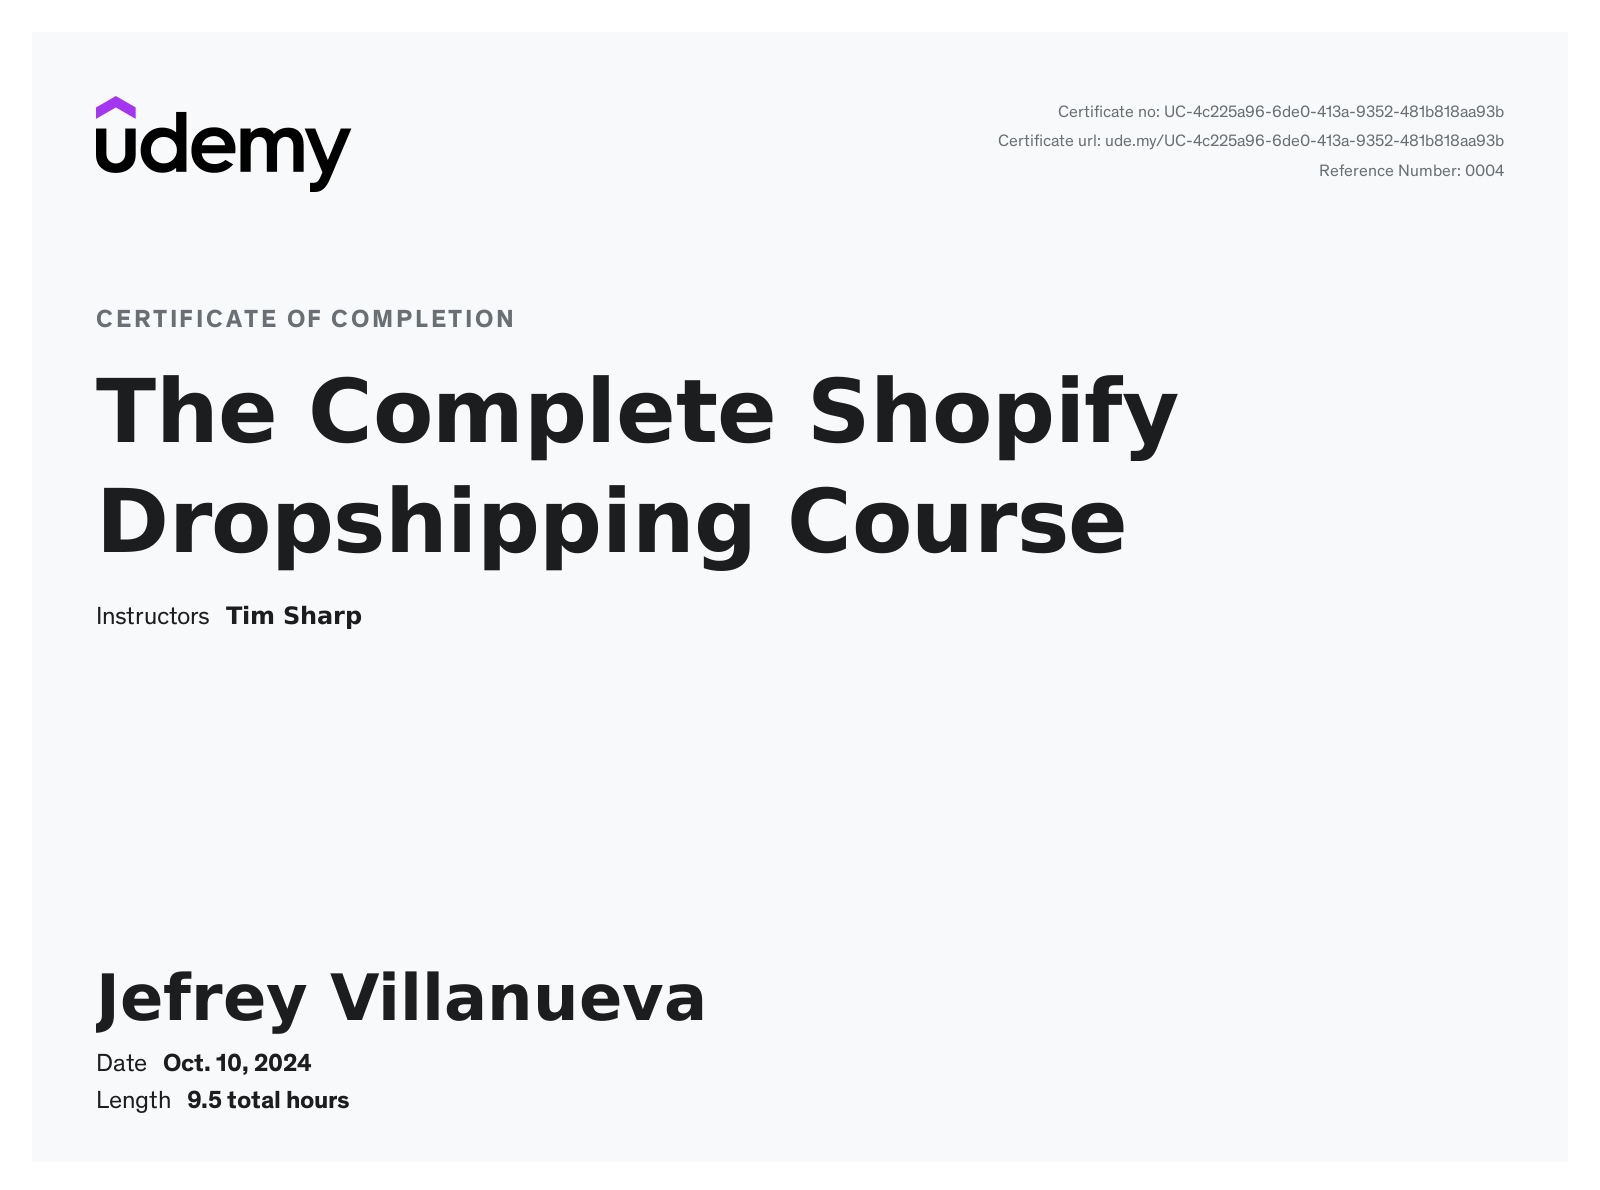 udemy
Certificate no: UC-4c225a96-6de0-413a-9352-481b818aa93b
Certificate url: ude.my/UC-4c225a96-6de0-413a-9352-481b818aa93b
Reference Number: 0004
CERTIFICATE OF COMPLETION
The Complete Shopify
Dropshipping Course
Instructors Tim Sharp
Jefrey Villanueva
Date Oct. 10, 2024
Length 9.5 total hours